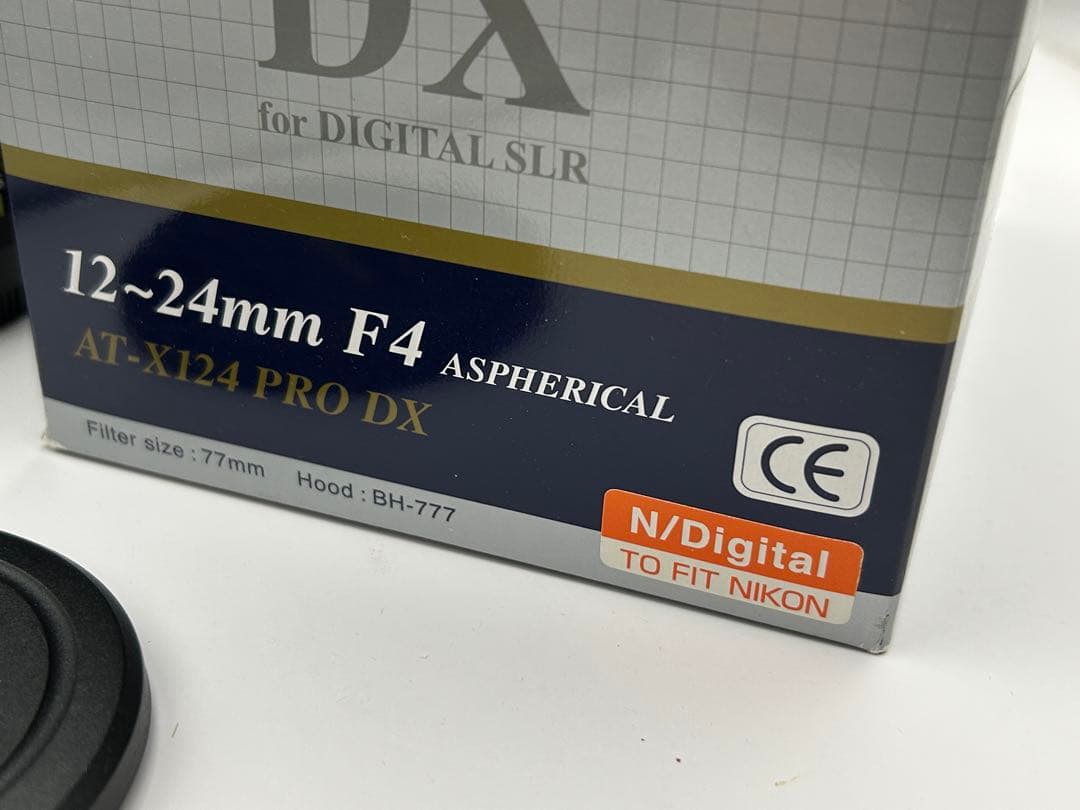 DX
for DIGITAL SLR
12~24mm F4 ASPHERICAL
AT-X124 PRO DX
Filter size : 77mm Hood : BH-777
CE
N/Digital
TO FIT NIKON